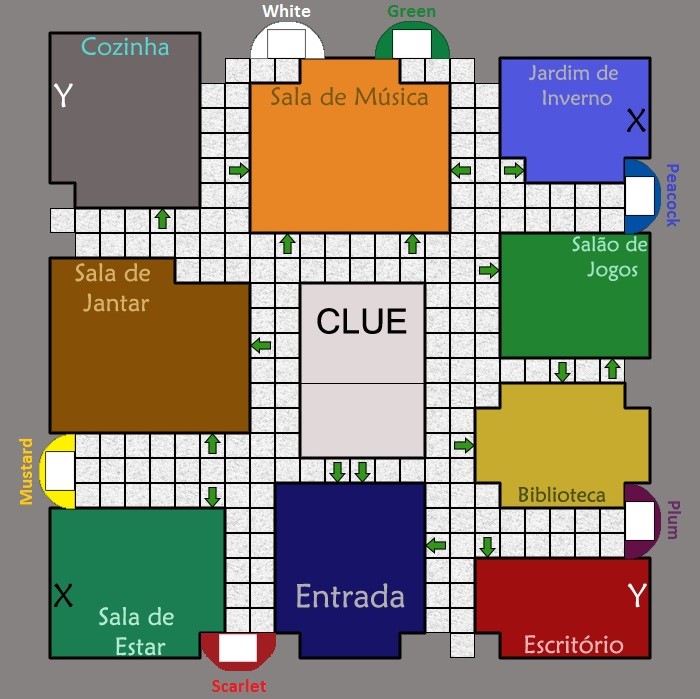 White
Green
Cozinha
Y
Sala de Música
Jardim de
Inverno
X
Peacock
Sala de
Jantar
Salão de
Jogos
CLUE
Mustard
Biblioteca
Plum
X
Sala de
Estar
Entrada
Y
Escritório
Scarlet